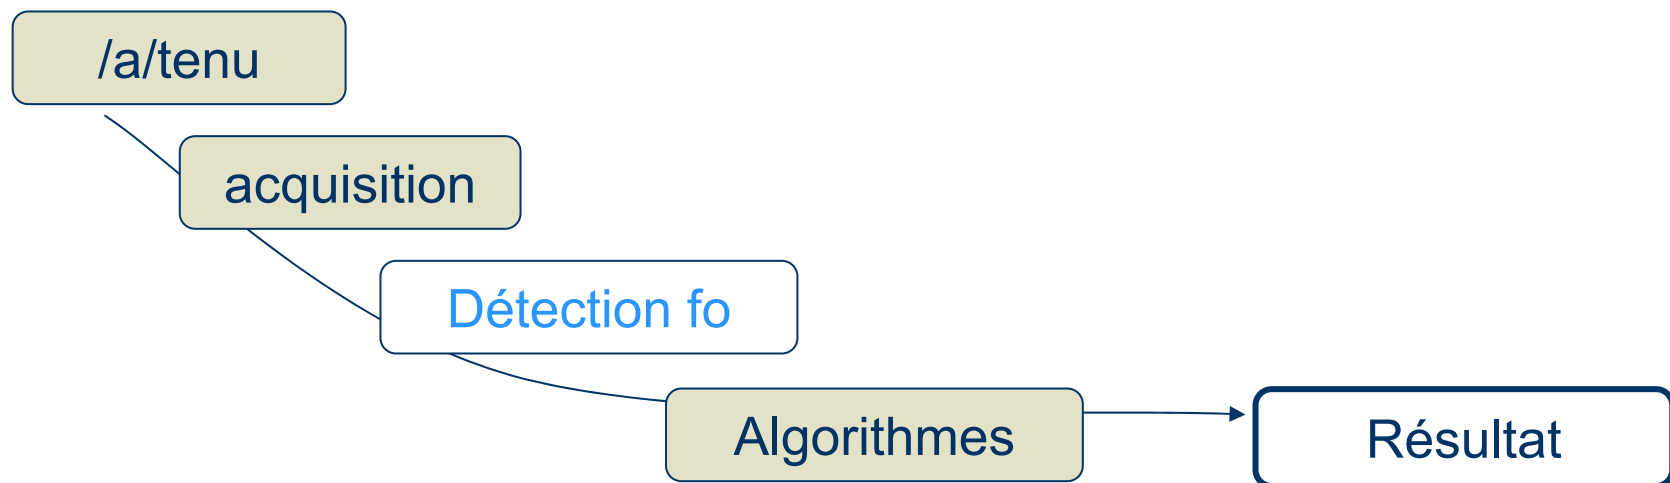 /a/tenu
acquisition
Détection fo
Algorithmes
Résultat